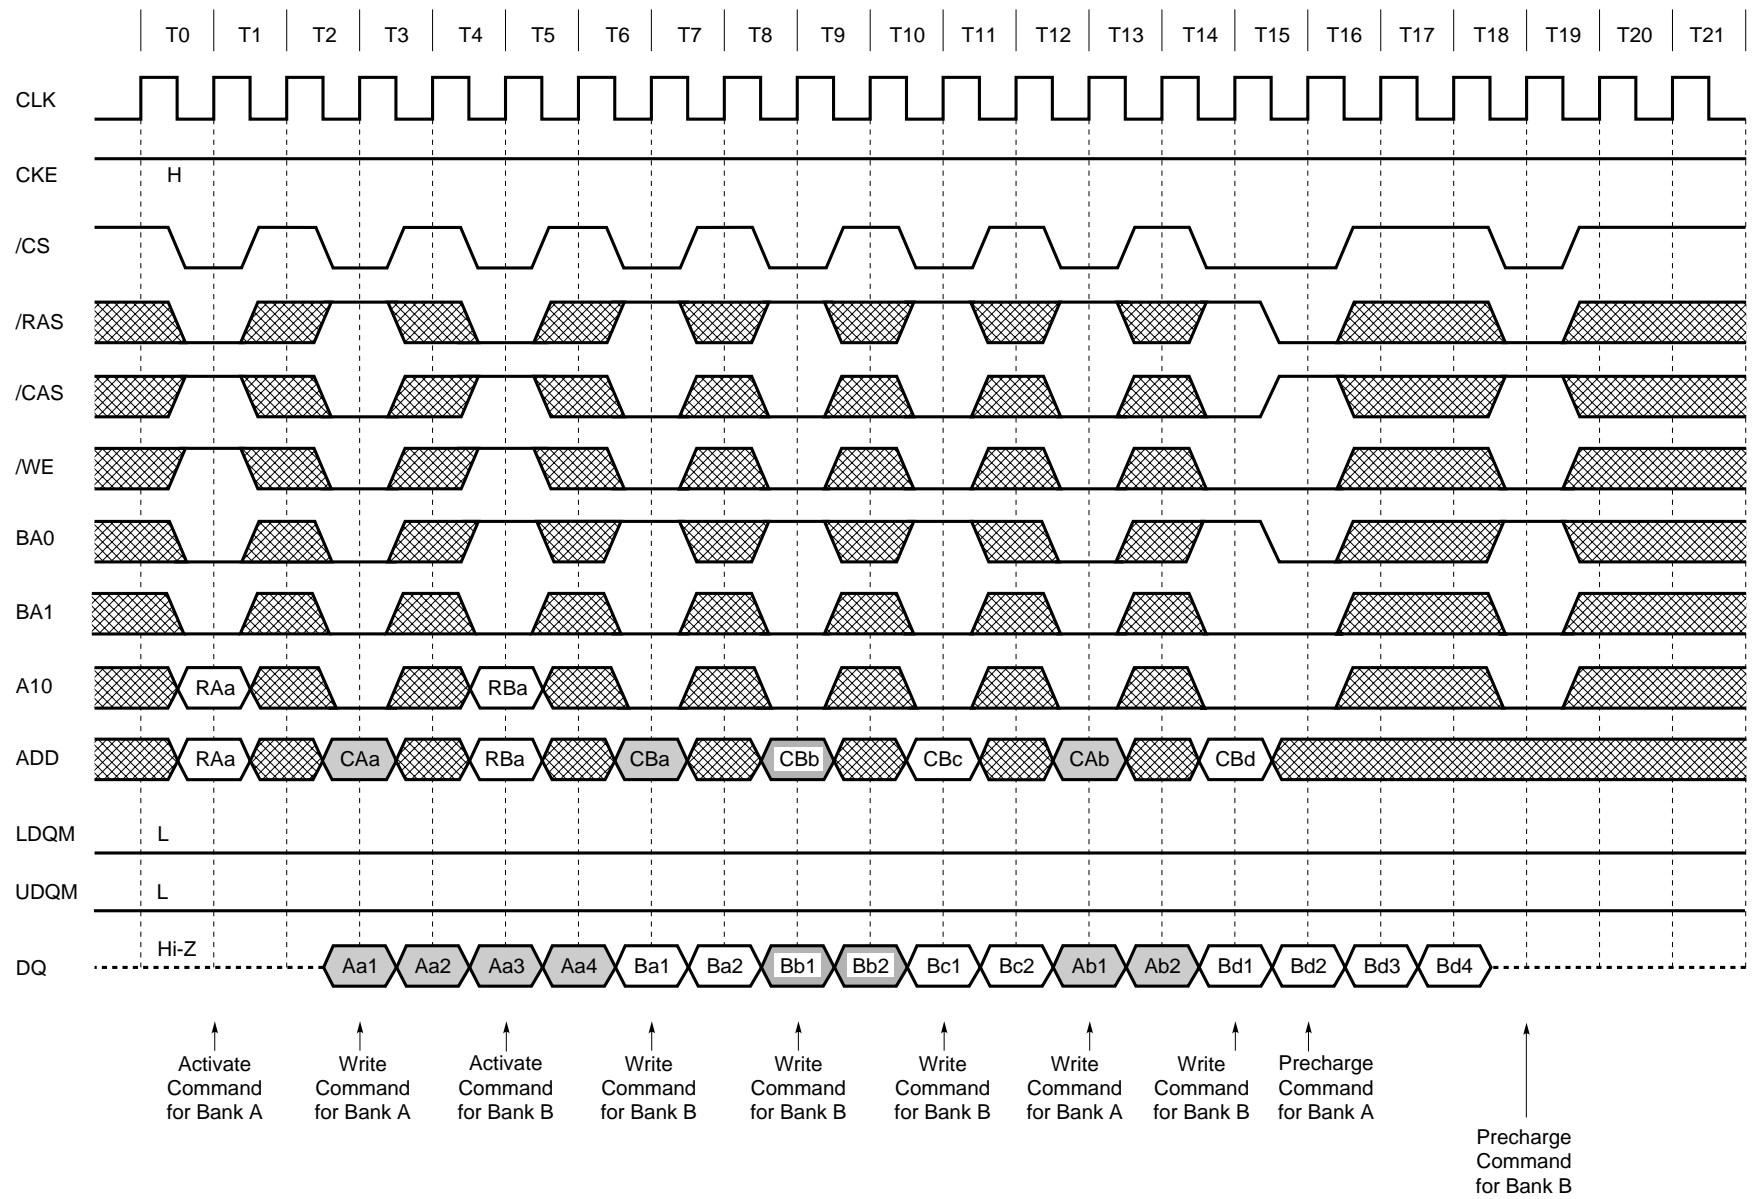 T0 T1 T2 T3 T4 T5 T6 T7 T8 T9 T10 T11 T12 T13 T14 T15 T16 T17 T18 T19 T20 T21
CLK
CKE H
/CS
/RAS
/CAS
/WE
BA0
BA1
A10 RAa RBa
ADD RAa CAa RBa CBa CBb CBc CAb CBd
LDQM L
UDQM L
DQ Hi-Z Aa1 Aa2 Aa3 Aa4 Ba1 Ba2 Bb1 Bb2 Bc1 Bc2 Ab1 Ab2 Bd1 Bd2 Bd3 Bd4
Activate
Command
for Bank A
Write
Command
for Bank A
Activate
Command
for Bank B
Write
Command
for Bank B
Write
Command
for Bank B
Write
Command
for Bank B
Write
Command
for Bank A
Write
Command
for Bank B
Precharge
Command
for Bank A
Precharge
Command
for Bank B